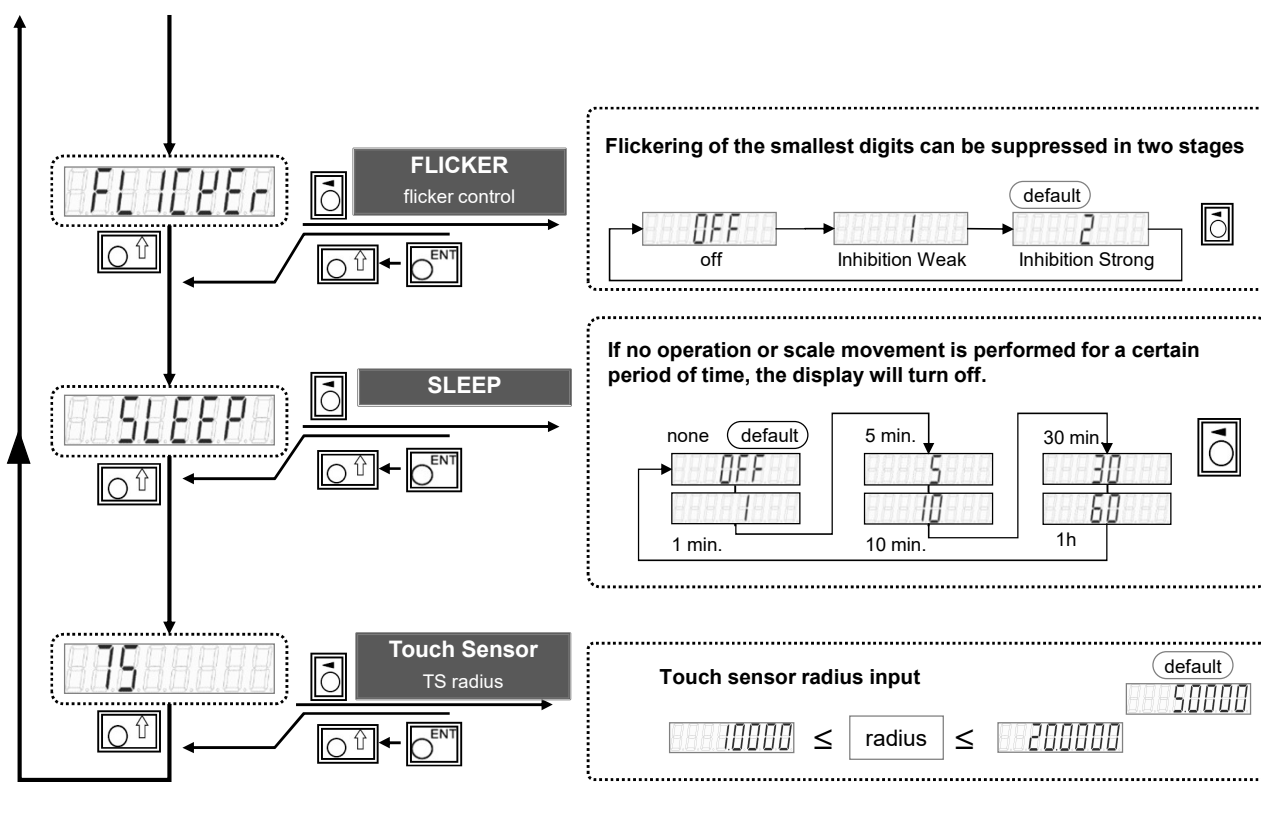 FLICKEr
FLICKER
flicker control
ENT
Flickering of the smallest digits can be suppressed in two stages
default
OFF
1
2
off
Inhibition Weak
Inhibition Strong
SLEEP
SLEEP
ENT
If no operation or scale movement is performed for a certain
period of time, the display will turn off.
none
default
5 min.
30 min.
OFF
5
30
1
10
60
1 min.
10 min.
1h
TS
Touch Sensor
TS radius
ENT
Touch sensor radius input
default
5.0000
1.0000 ≤ radius ≤ 20.0000